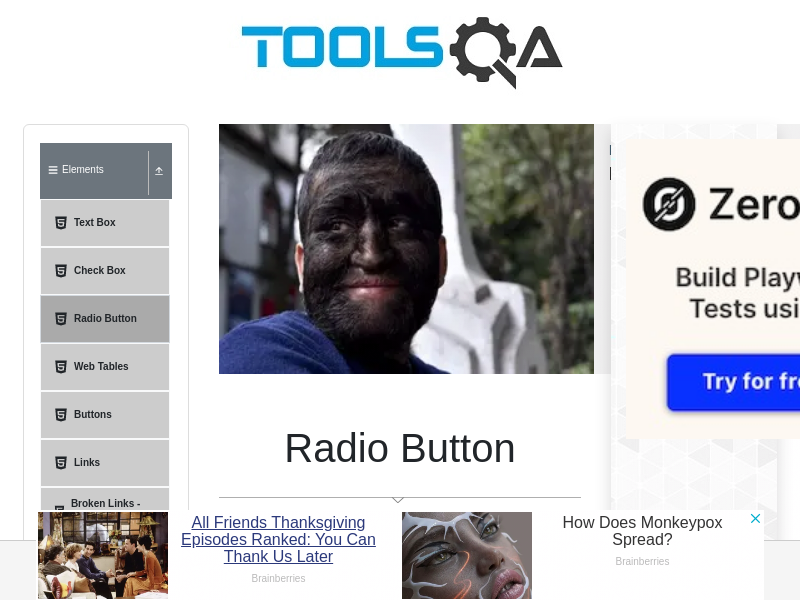 TOOLSQA
Elements
Text Box
Check Box
Radio Button
Web Tables
Buttons
Links
Broken Links -
Radio Button
Zero
Build Playw
Tests usi
Try for fre
All Friends Thanksgiving
Episodes Ranked: You Can
Thank Us Later
Brainberries
How Does Monkeypox
Spread?
Brainberries